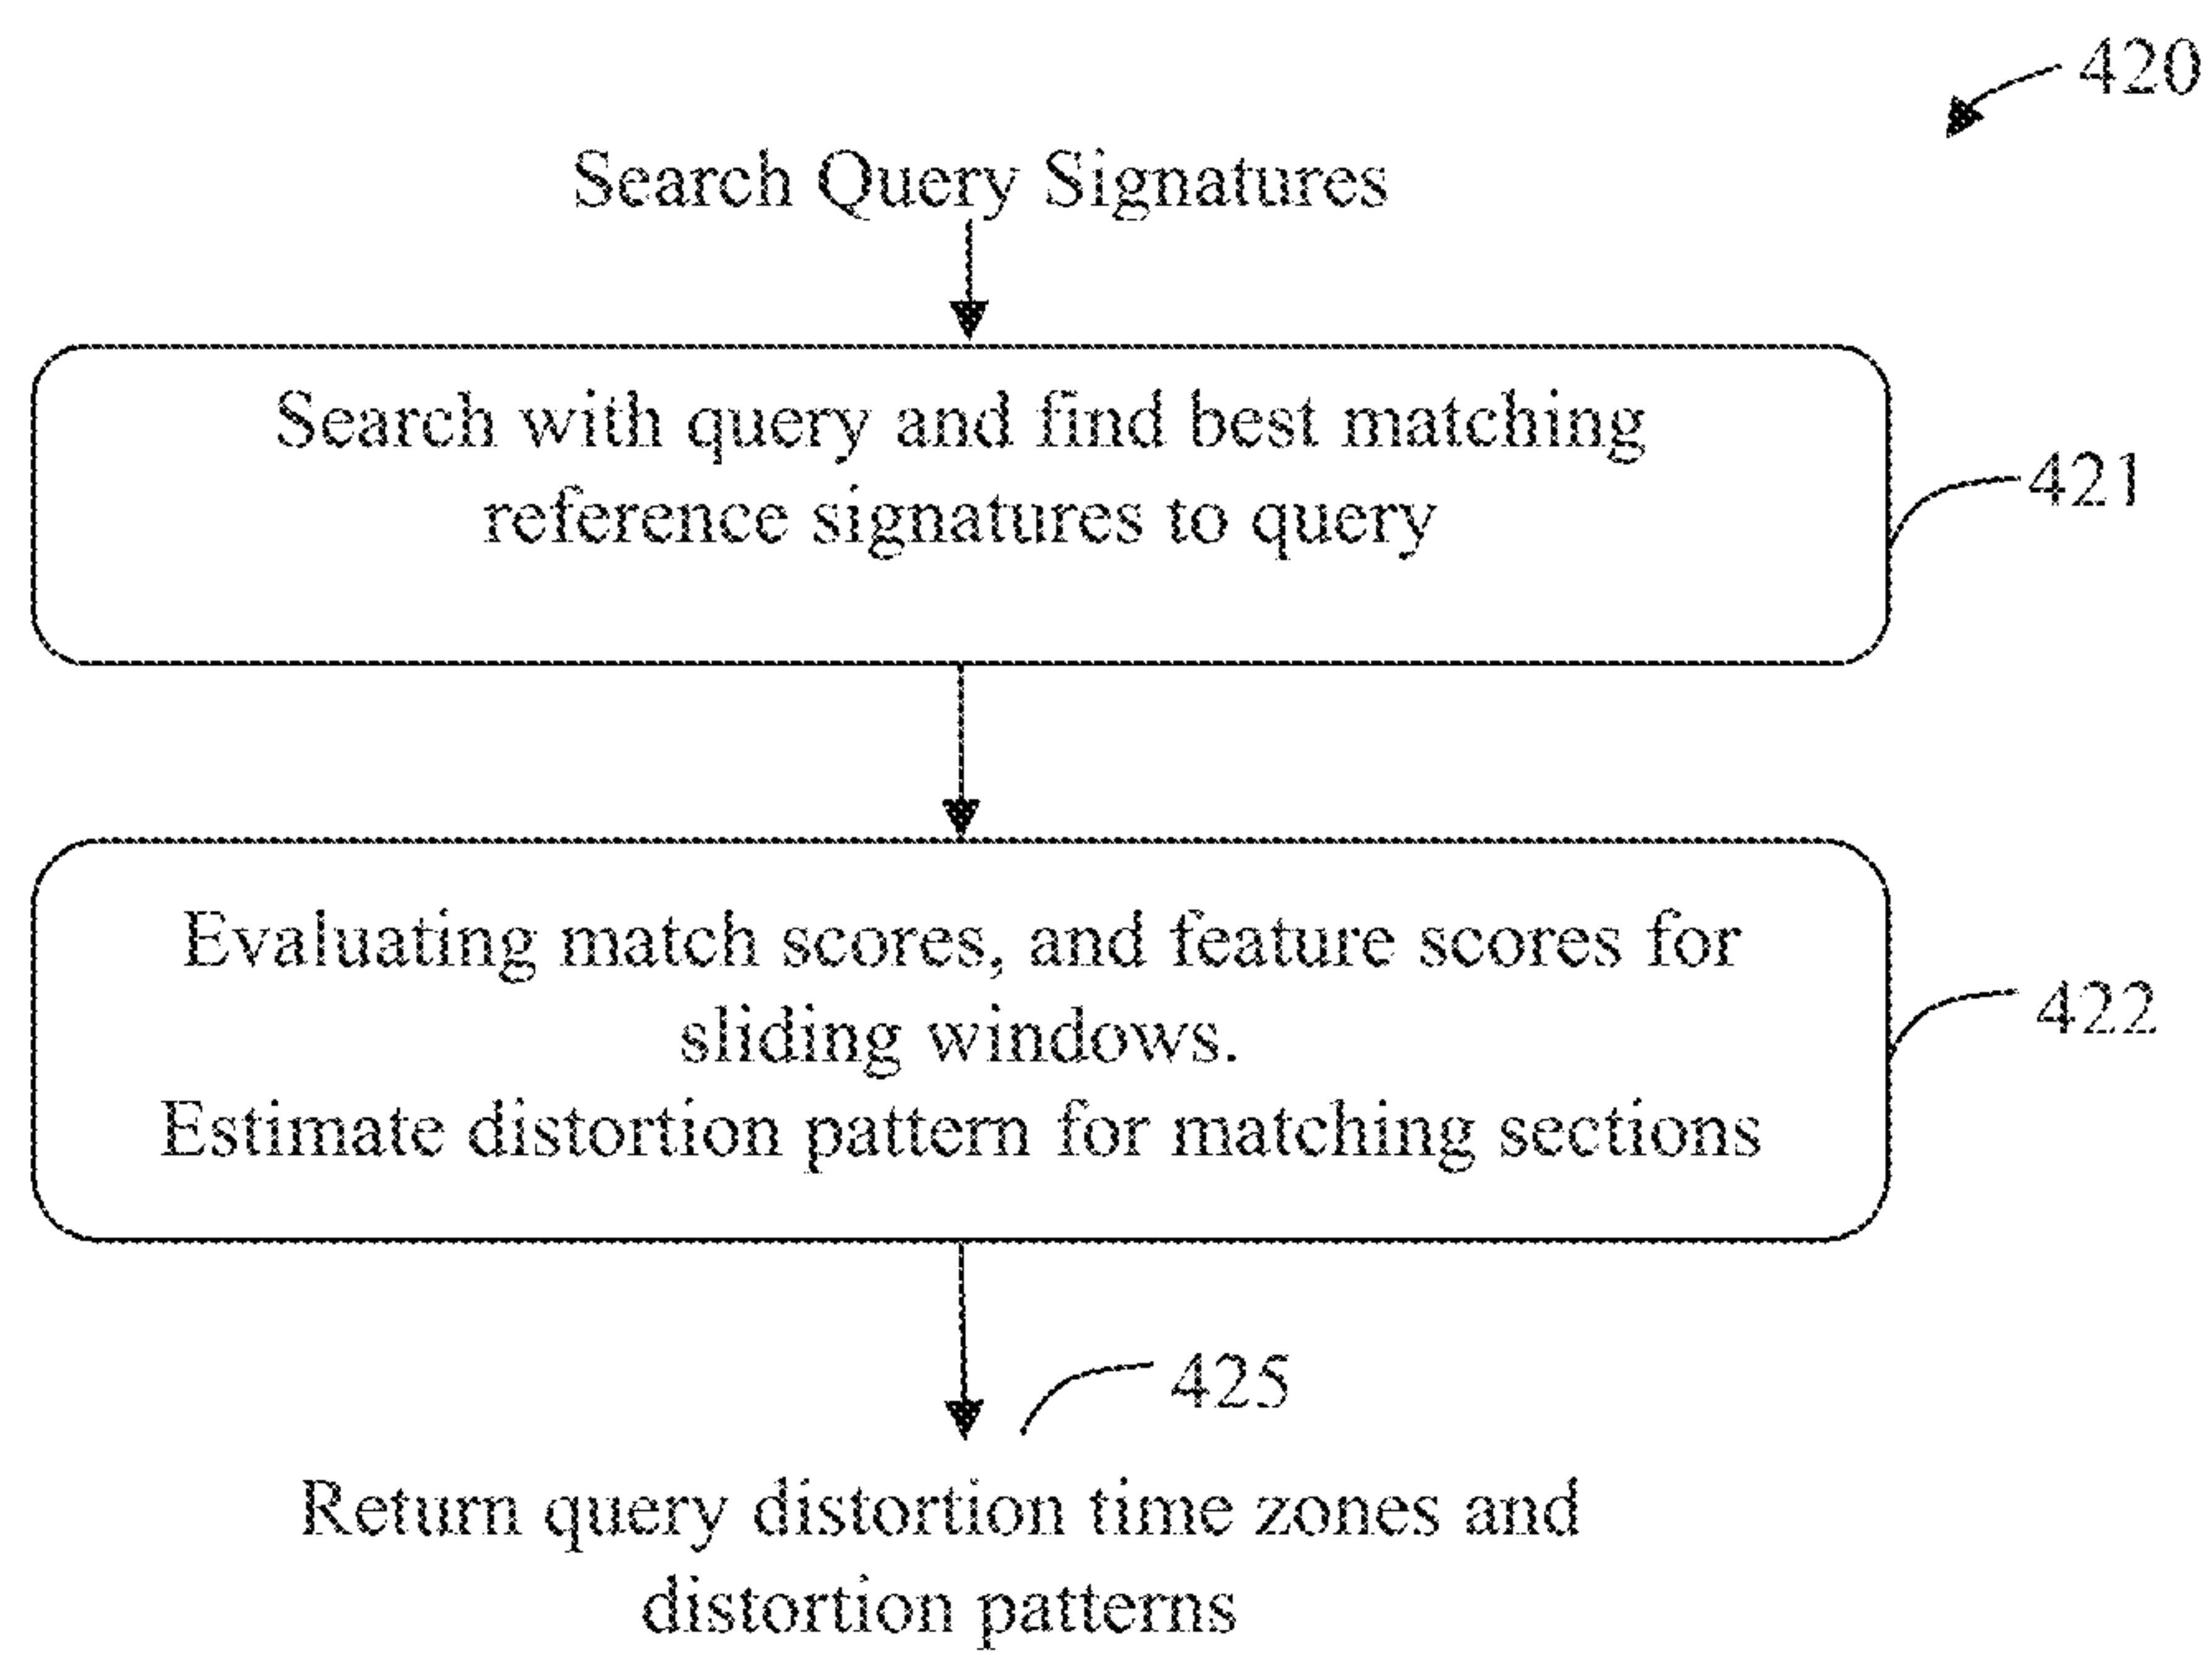 420
Search Query Signatures
Search with query and find best matching
reference signatures to query
421
Evaluating match scores, and feature scores for
sliding windows.
Estimate distortion pattern for matching sections
422
425
Return query distortion time zones and
distortion patterns